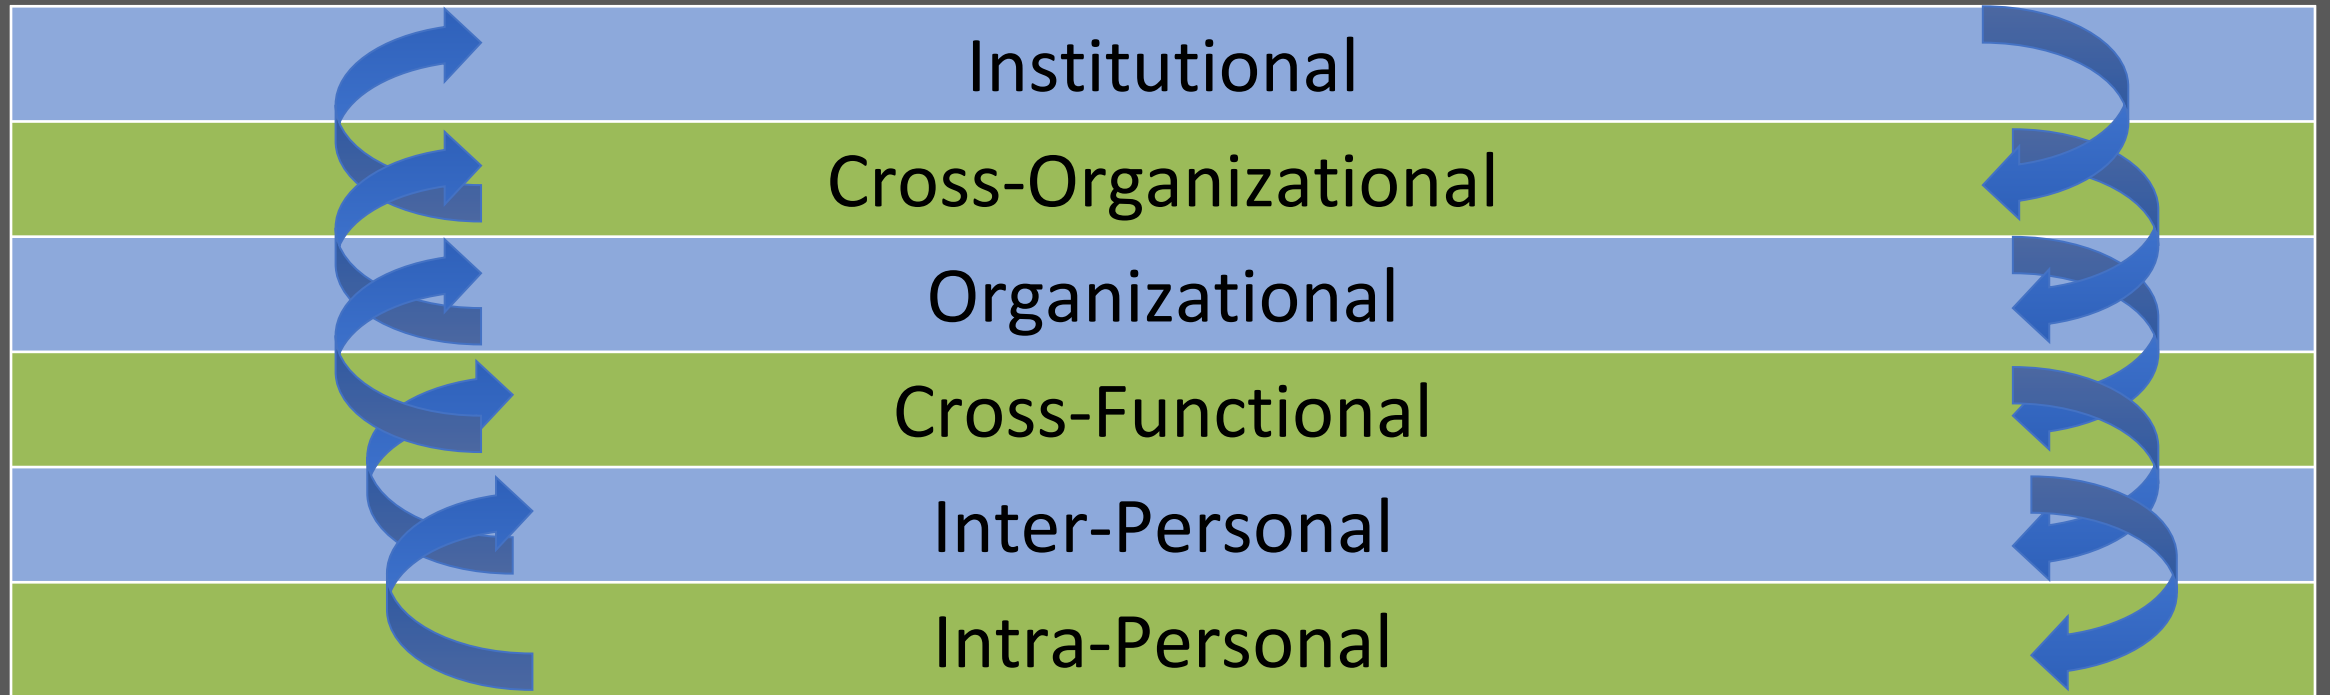 Institutional
Cross-Organizational
Organizational
Cross-Functional
Inter-Personal
Intra-Personal